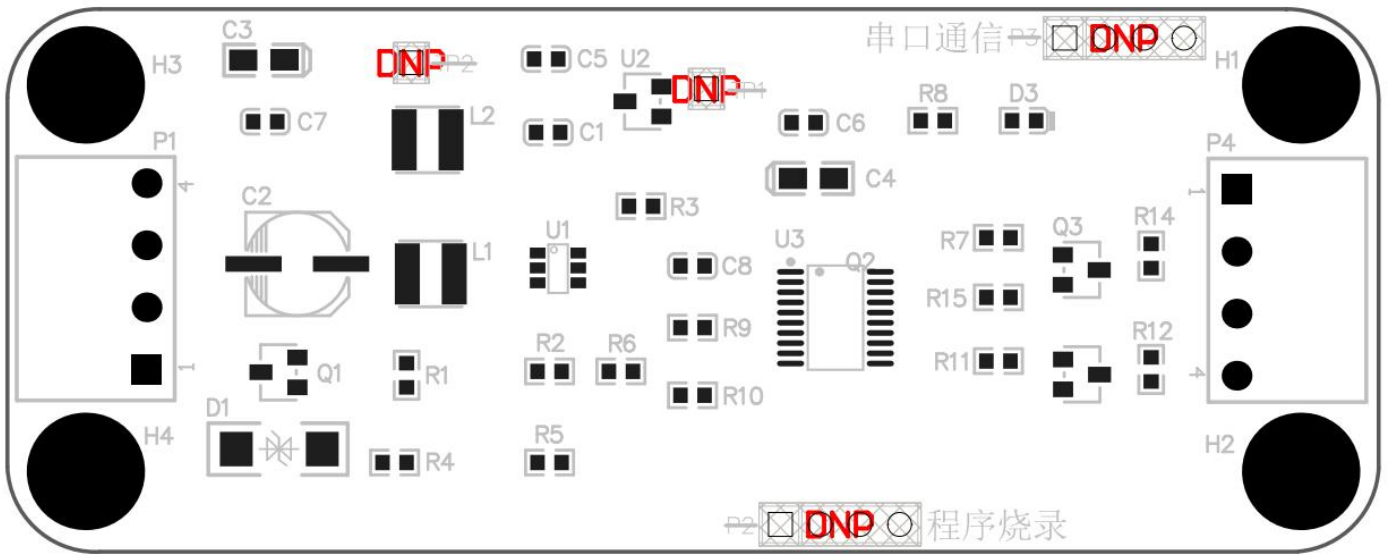 C3
H3
DNP
TP2
C5
U2
DNP
TP1
串口通信
P3
DNP
H1
C7
L2
C1
C6
R8
D3
P1
4
C2
R3
C4
P4
1
L1
U1
C8
U3
Q2
R7
Q3
R14
R15
R9
1
Q1
R1
R2
R6
R11
R12
4
R10
D1
H4
R4
R5
H2
P2
DNP
程序烧录